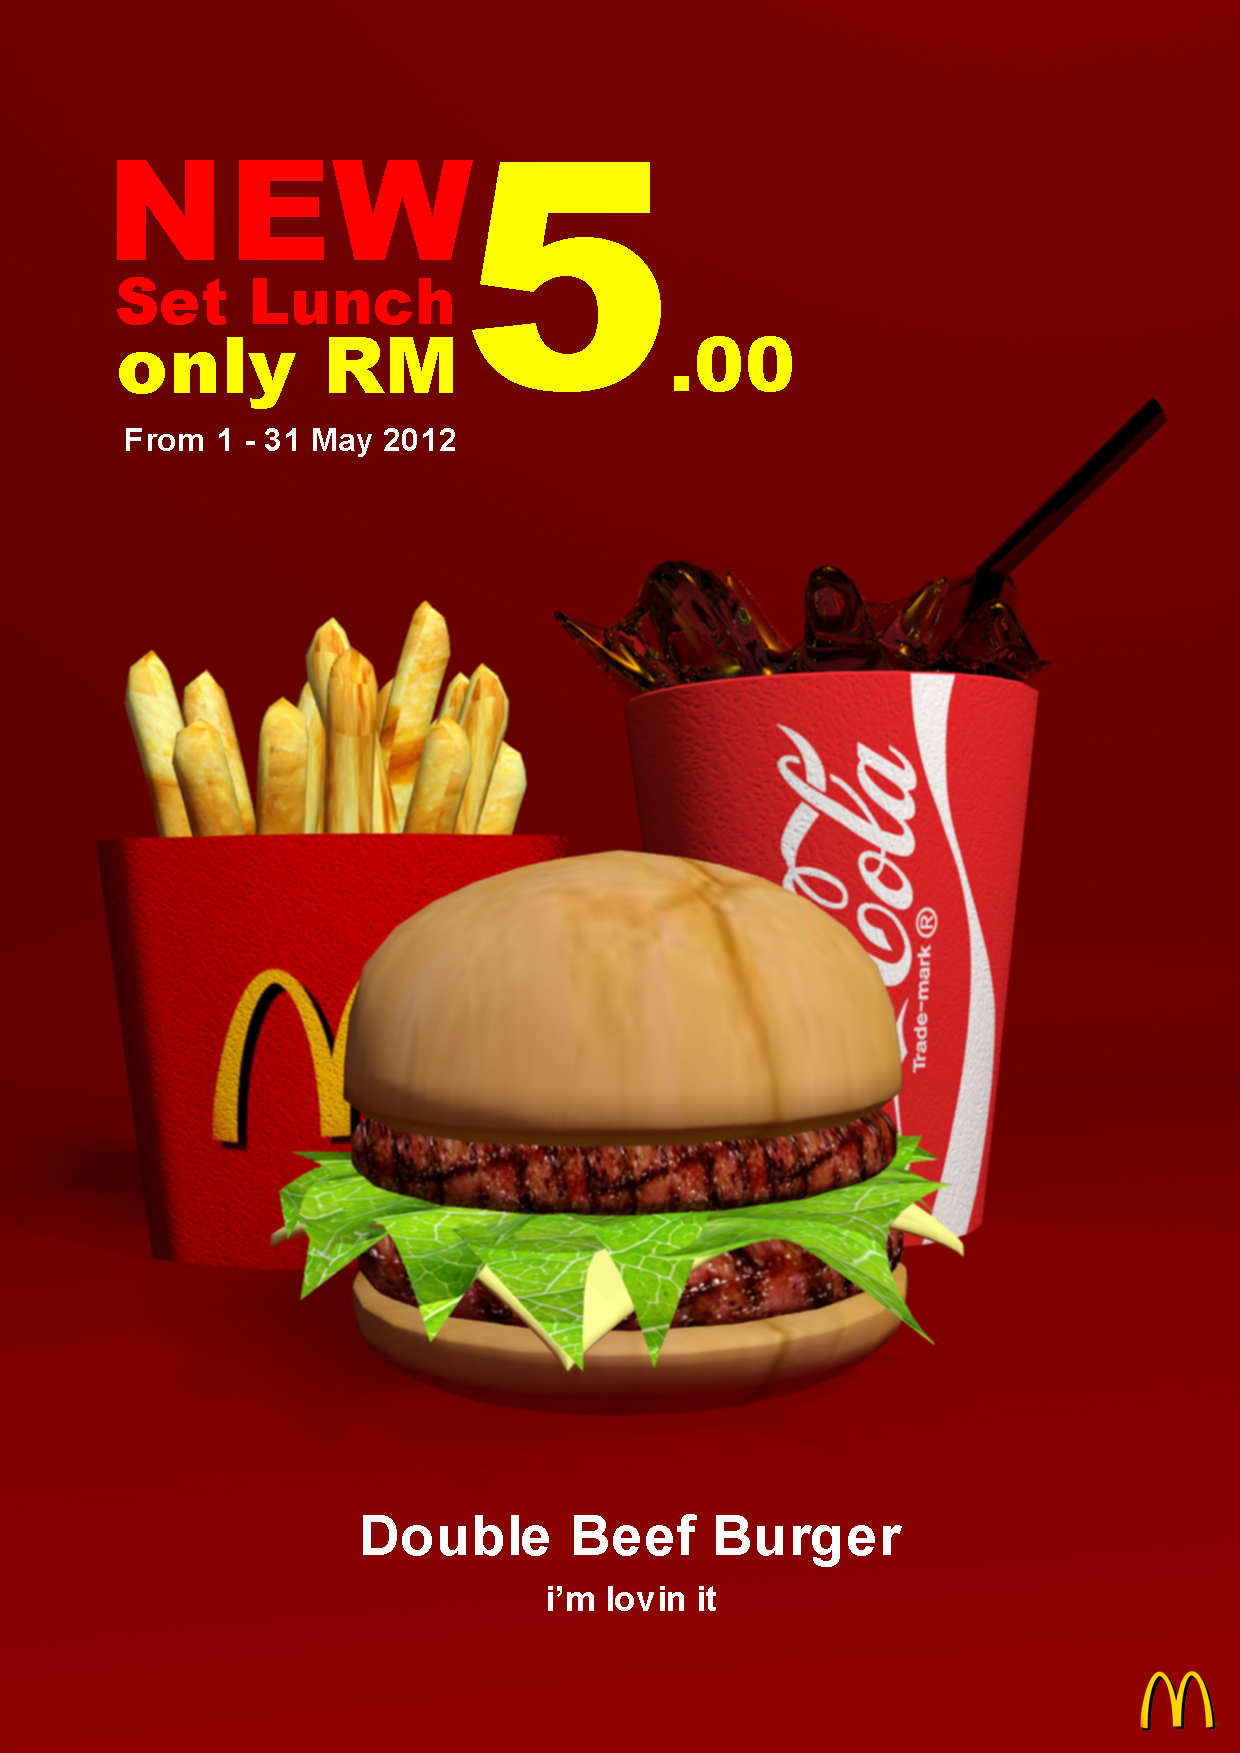 NEW
Set Lunch
only RM 5.00
From 1 - 31 May 2012
Cola
Trade-mark ®
Double Beef Burger
i’m lovin it